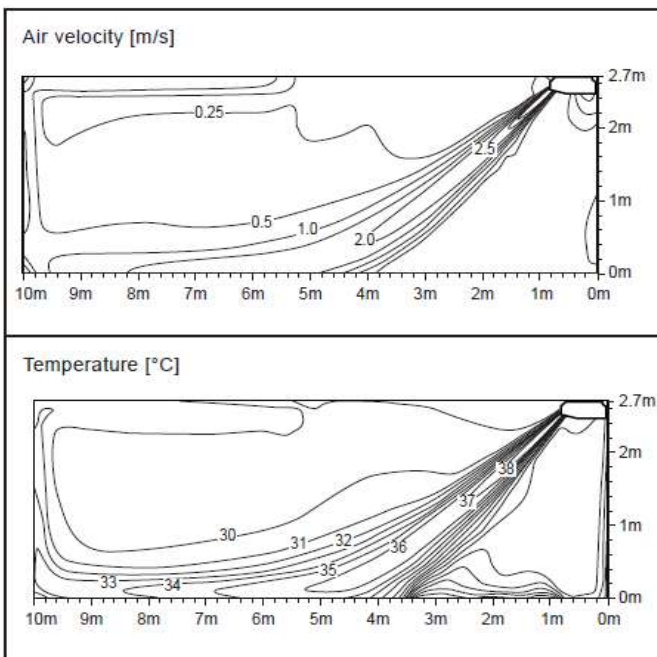 Air velocity [m/s]
2.7m
0.25
2m
2.5
1m
0.5
1.0
2.0
0m
10m 9m 8m 7m 6m 5m 4m 3m 2m 1m 0m
Temperature [°C]
2.7m
2m
38
37
1m
30 31 32 36
33 34 35
0m
10m 9m 8m 7m 6m 5m 4m 3m 2m 1m 0m